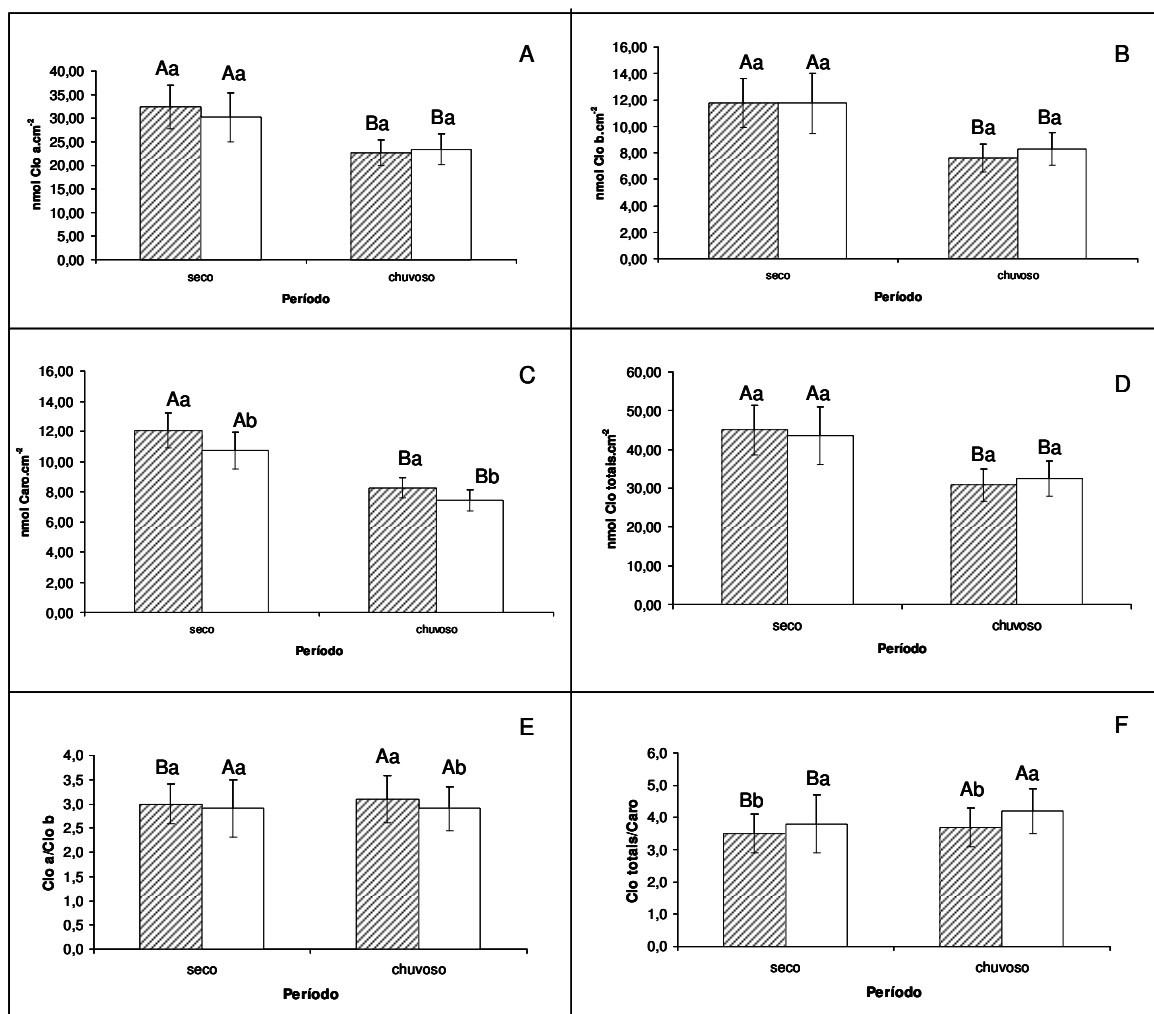 A
40,00
35,00
30,00
25,00
20,00
15,00
10,00
5,00
0,00
nmol Clo a.cm-2
Aa Aa
Ba Ba
seco chuvoso
Período
B
16,00
14,00
12,00
10,00
8,00
6,00
4,00
2,00
0,00
nmol Clo b.cm-2
Aa Aa
Ba Ba
seco chuvoso
Período
C
16,00
14,00
12,00
10,00
8,00
6,00
4,00
2,00
0,00
nmol Caro.cm-2
Aa Ab
Ba Bb
seco chuvoso
Período
D
60,00
50,00
40,00
30,00
20,00
10,00
0,00
nmol Clo totais.cm-2
Aa Aa
Ba Ba
seco chuvoso
Período
E
4,0
3,5
3,0
2,5
2,0
1,5
1,0
0,5
0,0
Clo a/Clo b
Ba Aa
Aa Ab
seco chuvoso
Período
F
6,0
5,0
4,0
3,0
2,0
1,0
0,0
Clo totais/Caro
Bb Ba
Ab Aa
seco chuvoso
Período